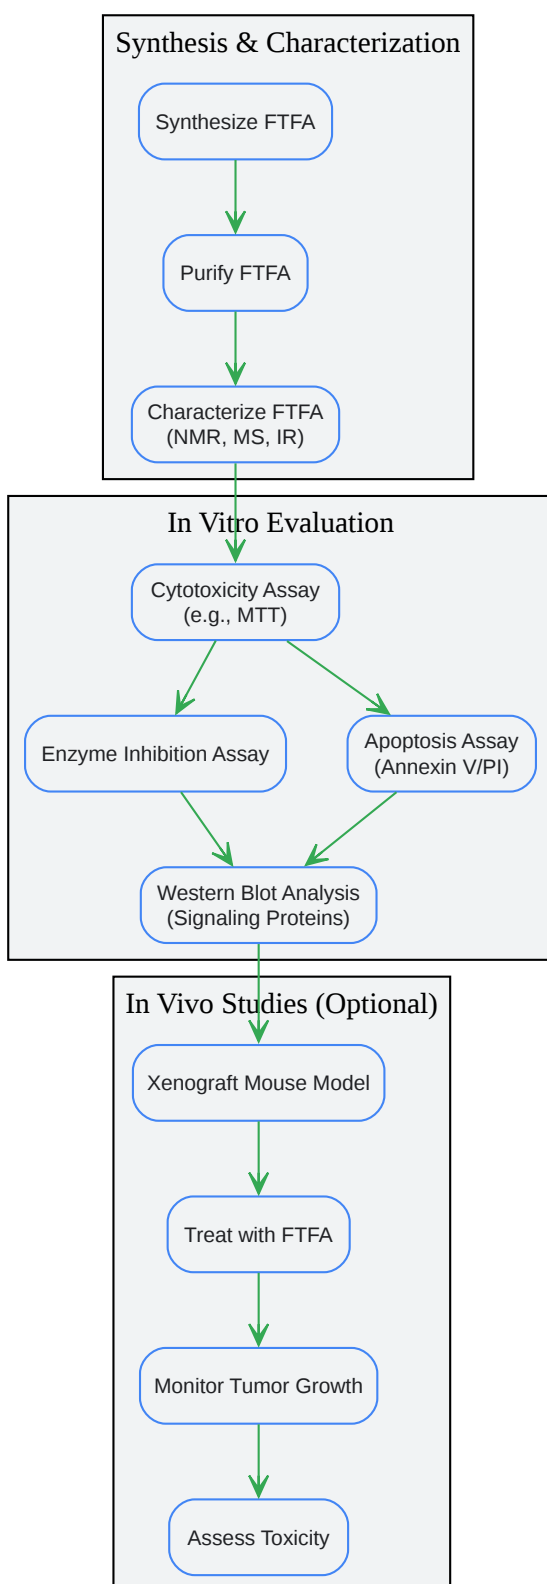 Synthesis & Characterization
Synthesize FTFA
Purify FTFA
Characterize FTFA
(NMR, MS, IR)
In Vitro Evaluation
Cytotoxicity Assay
(e.g., MTT)
Enzyme Inhibition Assay
Apoptosis Assay
(Annexin V/PI)
Western Blot Analysis
(Signaling Proteins)
In Vivo Studies (Optional)
Xenograft Mouse Model
Treat with FTFA
Monitor Tumor Growth
Assess Toxicity